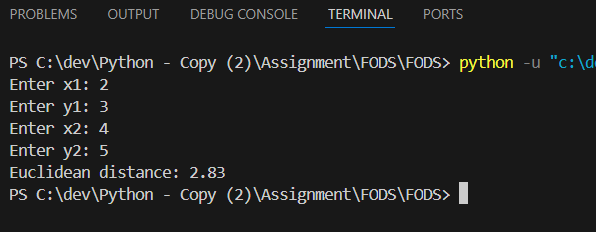 PROBLEMS OUTPUT DEBUG CONSOLE TERMINAL PORTS
PS C:\dev\Python - Copy (2)\Assignment\FODS\FODS> python -u "c:\de
Enter x1: 2
Enter y1: 3
Enter x2: 4
Enter y2: 5
Euclidean distance: 2.83
PS C:\dev\Python - Copy (2)\Assignment\FODS\FODS>